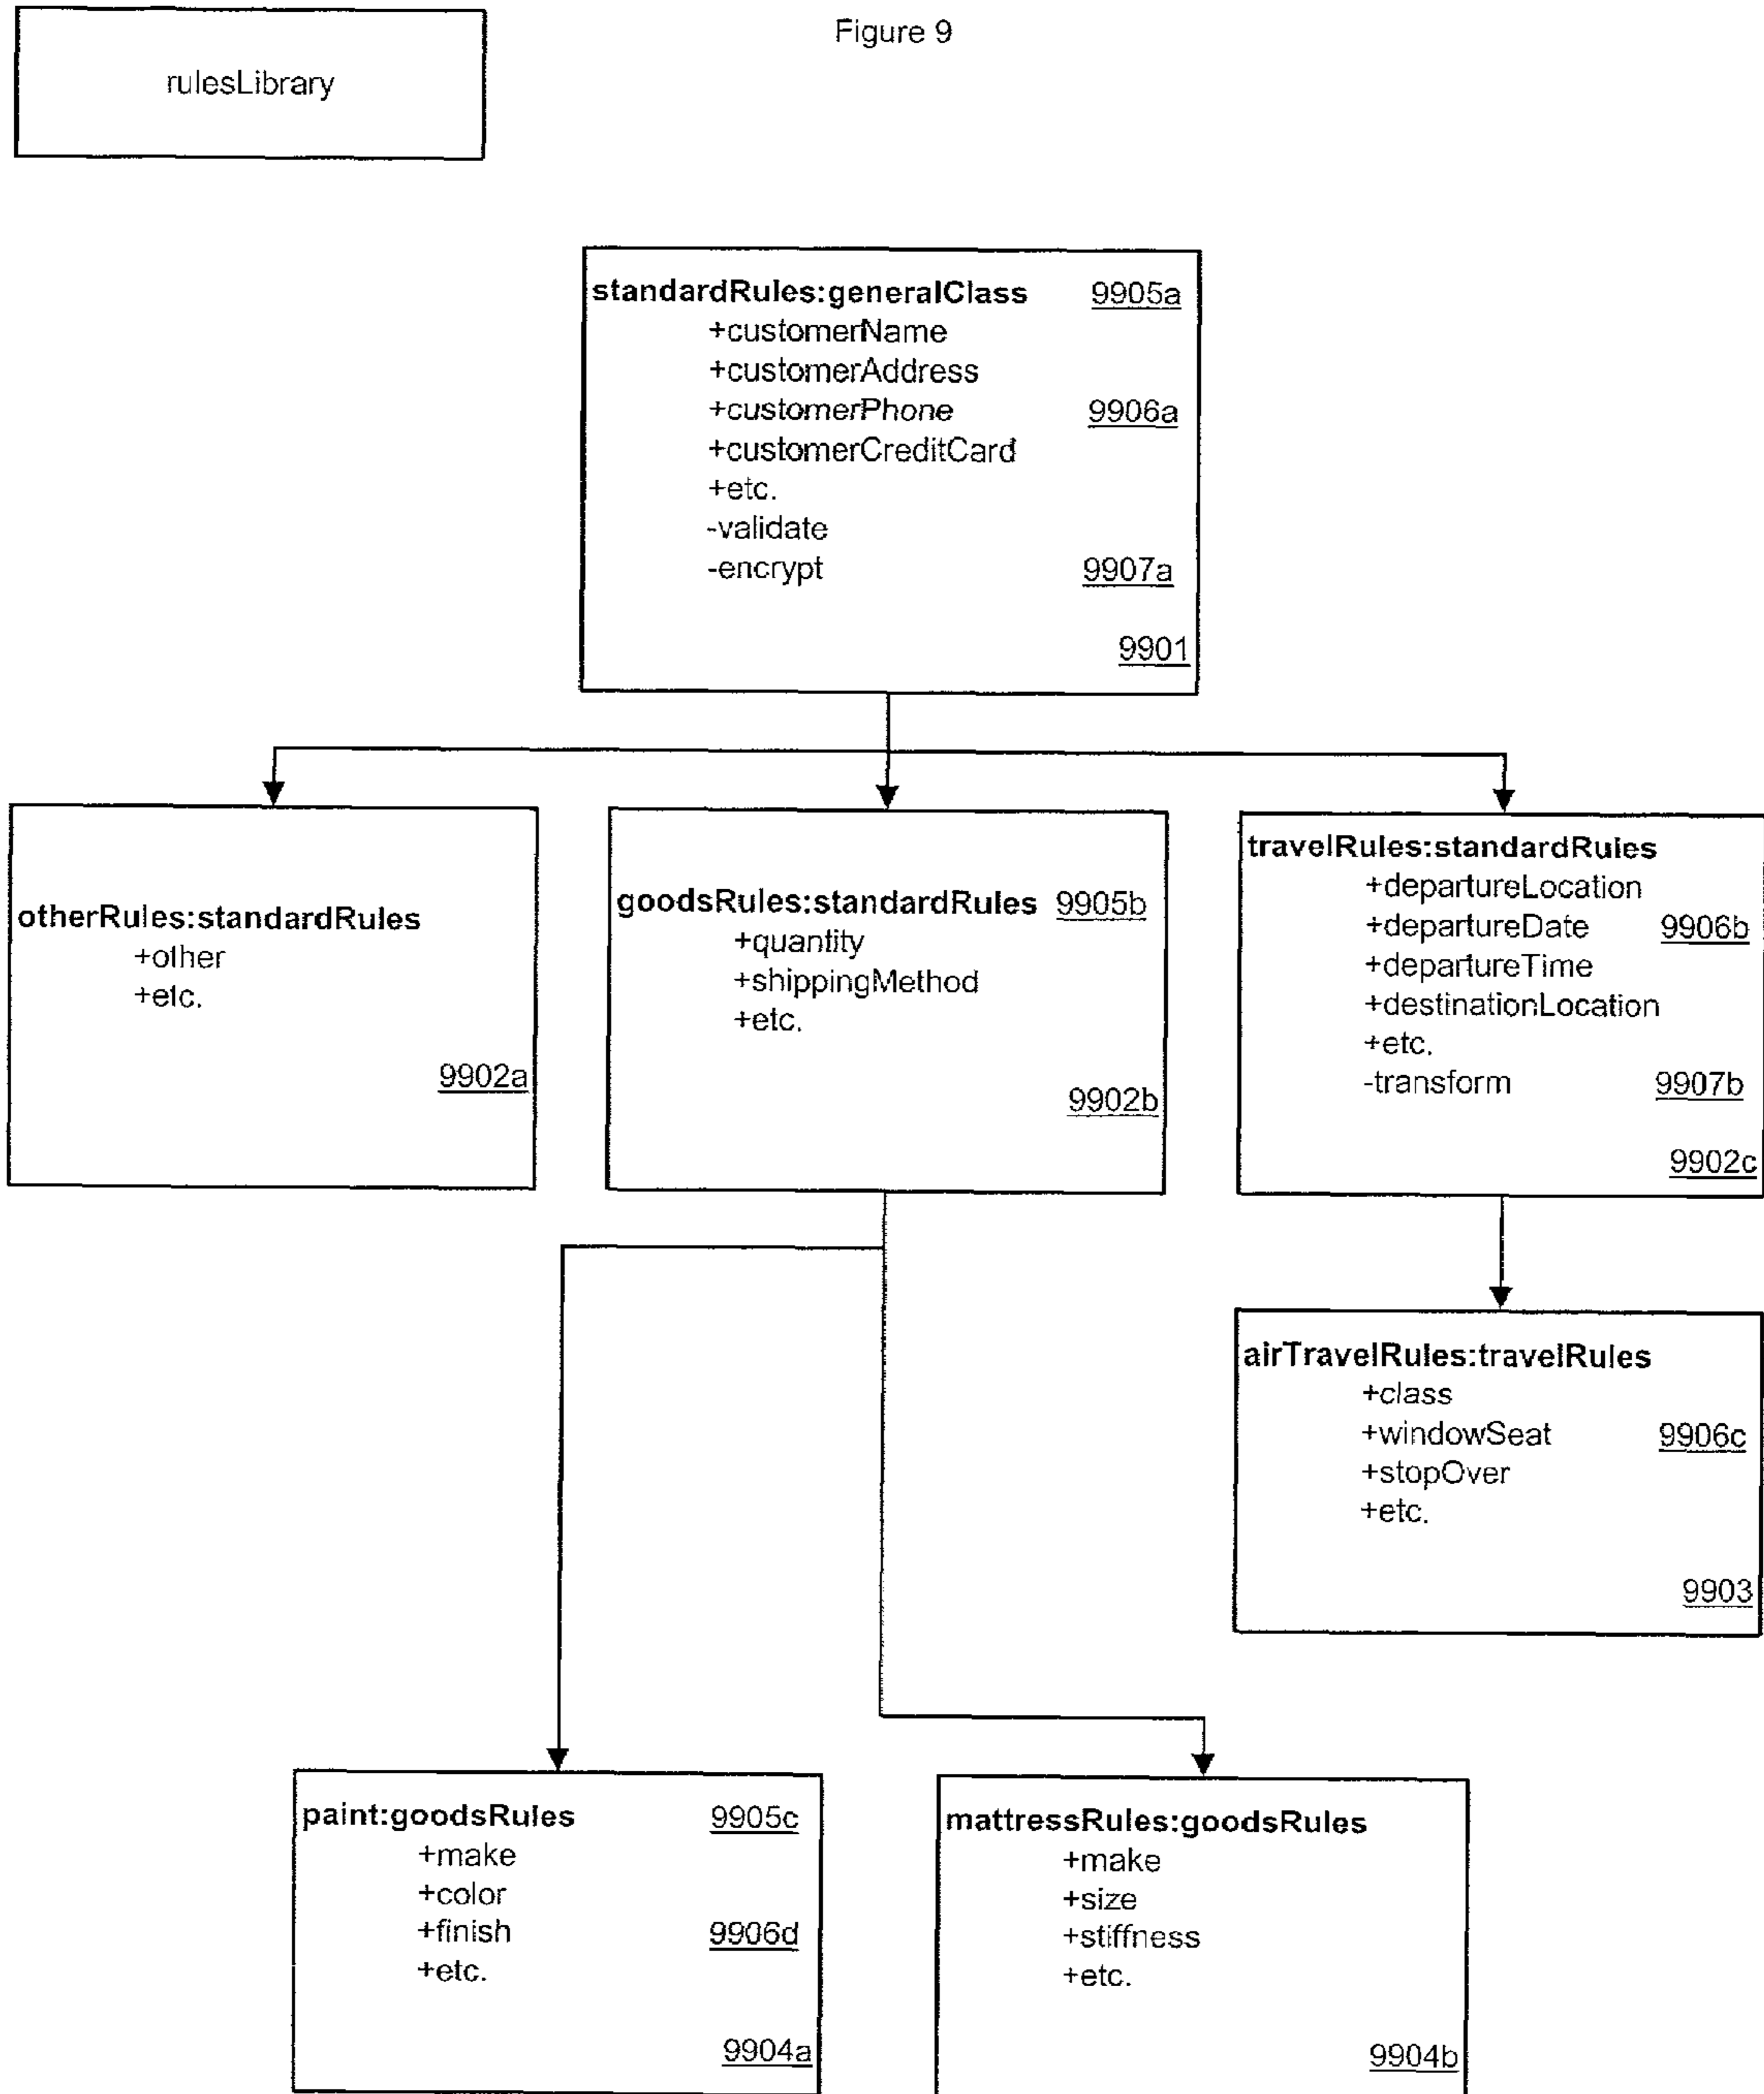 Figure 9
rulesLibrary
standardRules:generalClass 9905a
+customerName
+customerAddress
+customerPhone 9906a
+customerCreditCard
+etc.
-validate
-encrypt 9907a
9901
otherRules:standardRules
+other
+etc.
9902a
goodsRules:standardRules 9905b
+quantity
+shippingMethod
+etc.
9902b
travelRules:standardRules
+departureLocation
+departureDate 9906b
+departureTime
+destinationLocation
+etc.
-transform 9907b
9902c
airTravelRules:travelRules
+class
+windowSeat 9906c
+stopOver
+etc.
9903
paint:goodsRules 9905c
+make
+color
+finish 9906d
+etc.
9904a
mattressRules:goodsRules
+make
+size
+stiffness
+etc.
9904b